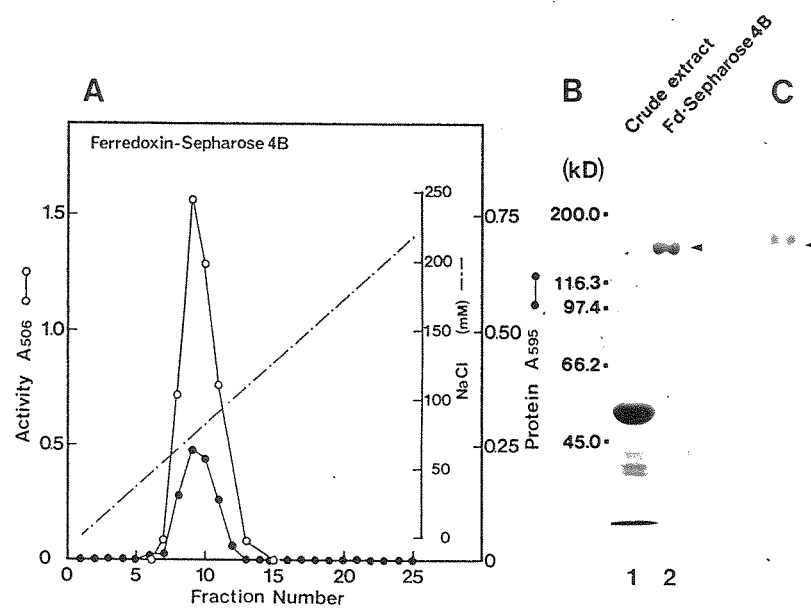 A
Ferredoxin-Sepharose 4B
Activity A506
1.5
1.0
0.5
0
0 5 10 15 20 25
Fraction Number
250
200
150
100
50
0
NaCl (mM)
0.75
0.50
0.25
0
Protein A595
B
Crude extract
Fd·Sepharose 4B
(kD)
200.0
116.3
97.4
66.2
45.0
1 2
C